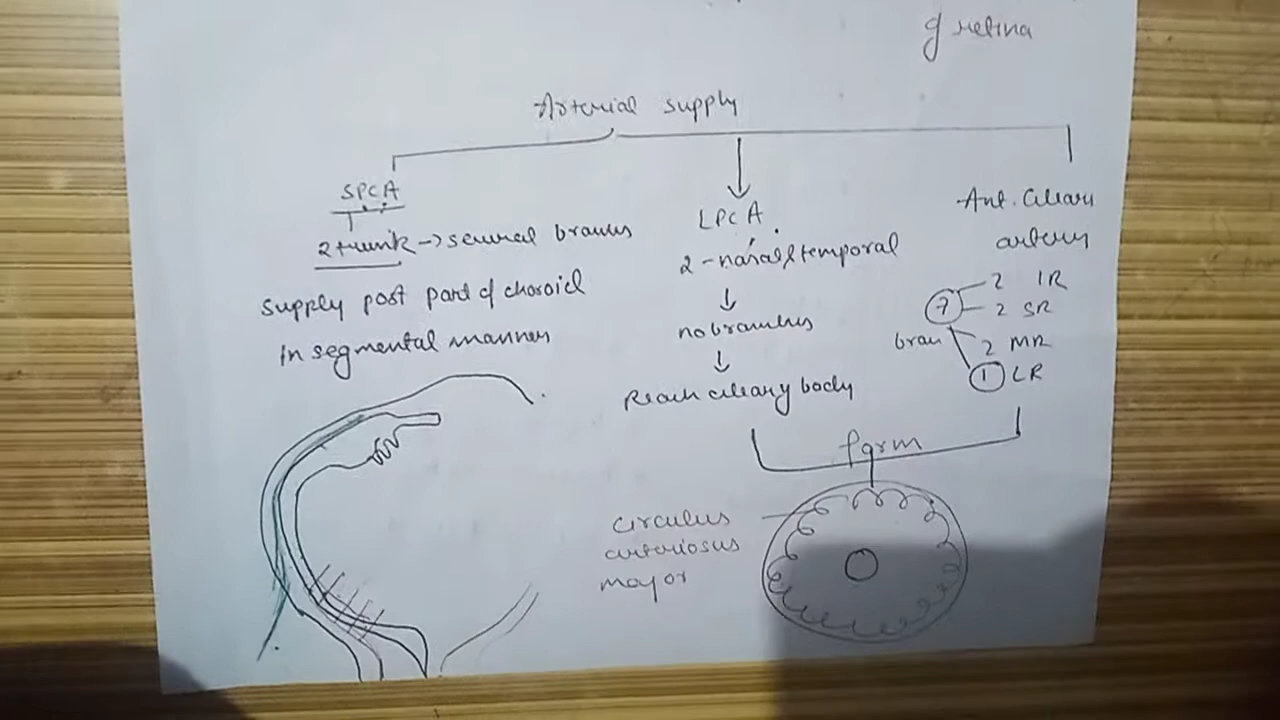 of retina
Arterial supply
SPCA
2 trunk → several branches
supply post part of choroid
in segmental manner
LPCA
2 - nasal & temporal
↓
no branches
↓
Reach ciliary body
Ant. ciliary
artery
7 bran
2 IR
2 SR
2 MR
1 LR
form
circulus
arteriosus
major